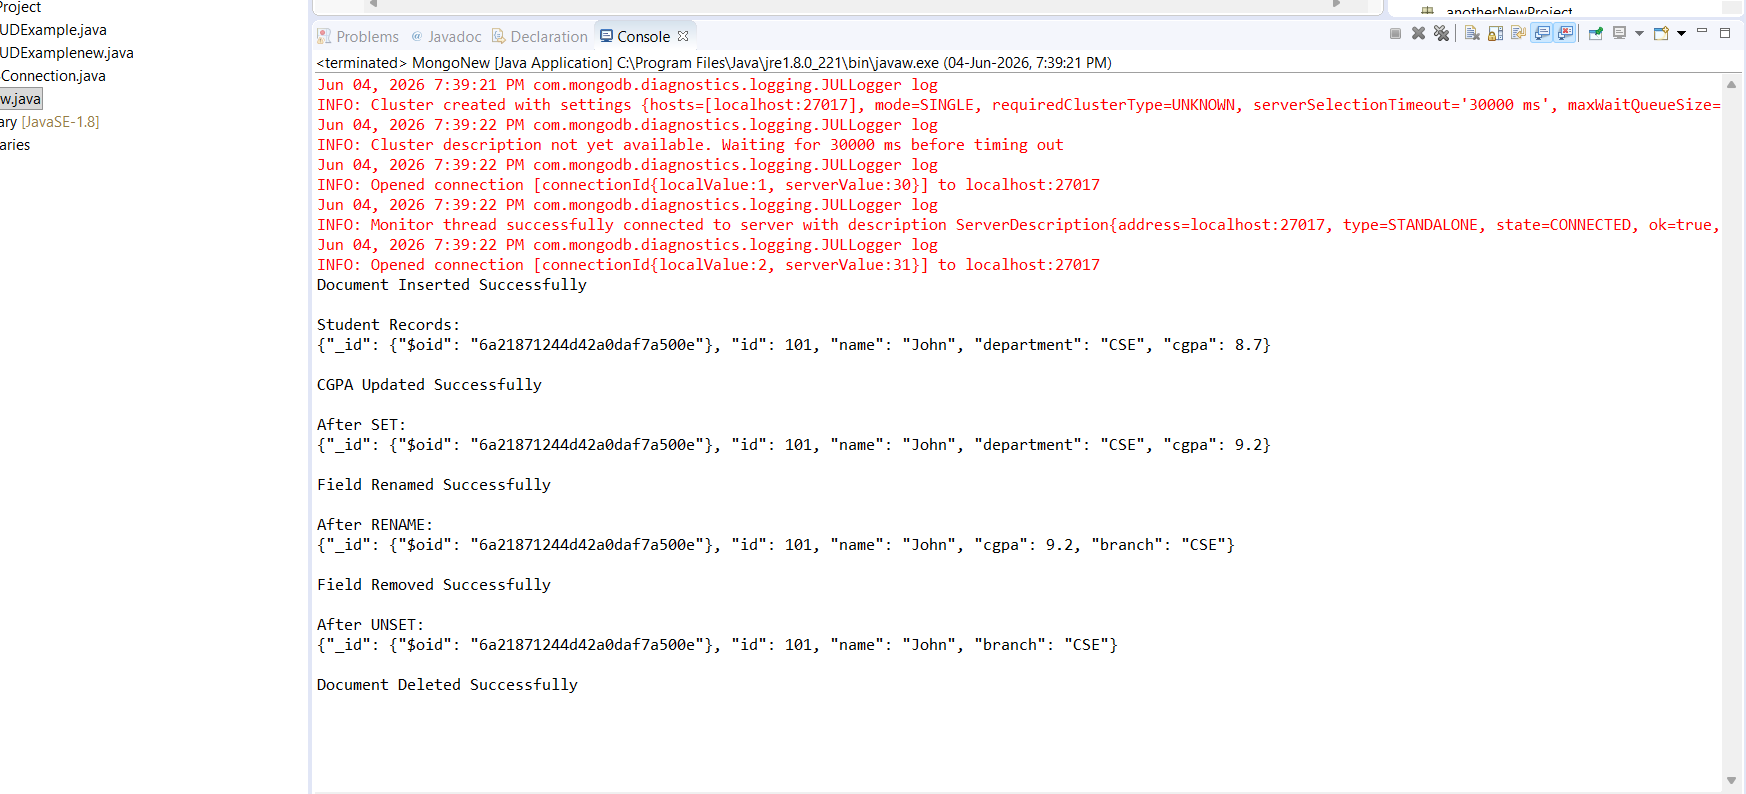 Project
UDExample.java
UDExamplenew.java
Connection.java
w.java
ary [JavaSE-1.8]
aries
anotherNewProject
Problems @ Javadoc Declaration Console
<terminated> MongoNew [Java Application] C:\Program Files\Java\jre1.8.0_221\bin\javaw.exe (04-Jun-2026, 7:39:21 PM)
Jun 04, 2026 7:39:21 PM com.mongodb.diagnostics.logging.JULLogger log
INFO: Cluster created with settings {hosts=[localhost:27017], mode=SINGLE, requiredClusterType=UNKNOWN, serverSelectionTimeout='30000 ms', maxWaitQueueSize=
Jun 04, 2026 7:39:22 PM com.mongodb.diagnostics.logging.JULLogger log
INFO: Cluster description not yet available. Waiting for 30000 ms before timing out
Jun 04, 2026 7:39:22 PM com.mongodb.diagnostics.logging.JULLogger log
INFO: Opened connection [connectionId{localValue:1, serverValue:30}] to localhost:27017
Jun 04, 2026 7:39:22 PM com.mongodb.diagnostics.logging.JULLogger log
INFO: Monitor thread successfully connected to server with description ServerDescription{address=localhost:27017, type=STANDALONE, state=CONNECTED, ok=true,
Jun 04, 2026 7:39:22 PM com.mongodb.diagnostics.logging.JULLogger log
INFO: Opened connection [connectionId{localValue:2, serverValue:31}] to localhost:27017
Document Inserted Successfully
Student Records:
{"_id": {"$oid": "6a21871244d42a0daf7a500e"}, "id": 101, "name": "John", "department": "CSE", "cgpa": 8.7}
CGPA Updated Successfully
After SET:
{"_id": {"$oid": "6a21871244d42a0daf7a500e"}, "id": 101, "name": "John", "department": "CSE", "cgpa": 9.2}
Field Renamed Successfully
After RENAME:
{"_id": {"$oid": "6a21871244d42a0daf7a500e"}, "id": 101, "name": "John", "cgpa": 9.2, "branch": "CSE"}
Field Removed Successfully
After UNSET:
{"_id": {"$oid": "6a21871244d42a0daf7a500e"}, "id": 101, "name": "John", "branch": "CSE"}
Document Deleted Successfully